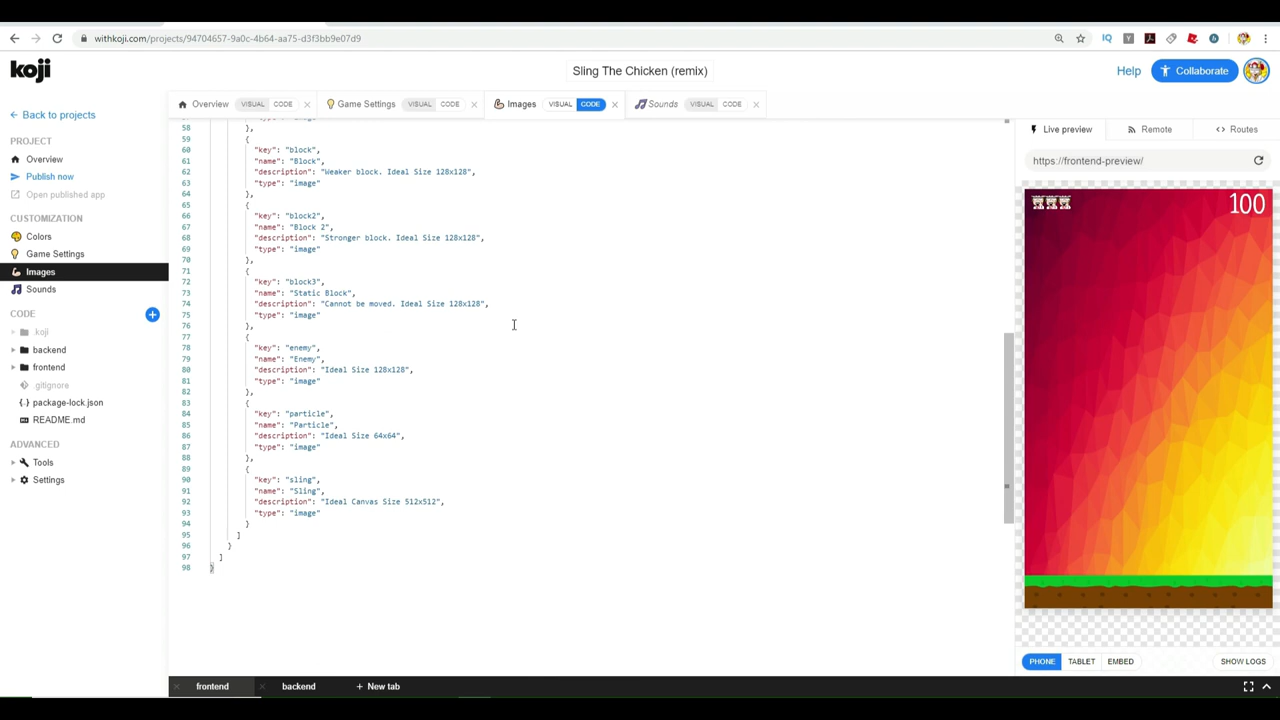 withkoji.com/projects/94704657-9a0c-4b64-aa75-d3f3bb9e07d9
koji
Sling The Chicken (remix)
Help
Collaborate
Back to projects
PROJECT
Overview
Publish now
Open published app
CUSTOMIZATION
Colors
Game Settings
Images
Sounds
CODE
.koji
backend
frontend
.gitignore
package-lock.json
README.md
ADVANCED
Tools
Settings
Overview VISUAL CODE
Game Settings VISUAL CODE
Images VISUAL CODE
Sounds VISUAL CODE
58 },
59 {
60 "key": "block",
61 "name": "Block",
62 "description": "Weaker block. Ideal Size 128x128",
63 "type": "image"
64 },
65 {
66 "key": "block2",
67 "name": "Block 2",
68 "description": "Stronger block. Ideal Size 128x128",
69 "type": "image"
70 },
71 {
72 "key": "block3",
73 "name": "Static Block",
74 "description": "Cannot be moved. Ideal Size 128x128",
75 "type": "image"
76 },
77 {
78 "key": "enemy",
79 "name": "Enemy",
80 "description": "Ideal Size 128x128",
81 "type": "image"
82 },
83 {
84 "key": "particle",
85 "name": "Particle",
86 "description": "Ideal Size 64x64",
87 "type": "image"
88 },
89 {
90 "key": "sling",
91 "name": "Sling",
92 "description": "Ideal Canvas Size 512x512",
93 "type": "image"
94 }
95 ]
96 }
97 ]
98 }
Live preview
Remote
Routes
https://frontend-preview/
100
PHONE
TABLET
EMBED
SHOW LOGS
frontend
backend
+ New tab